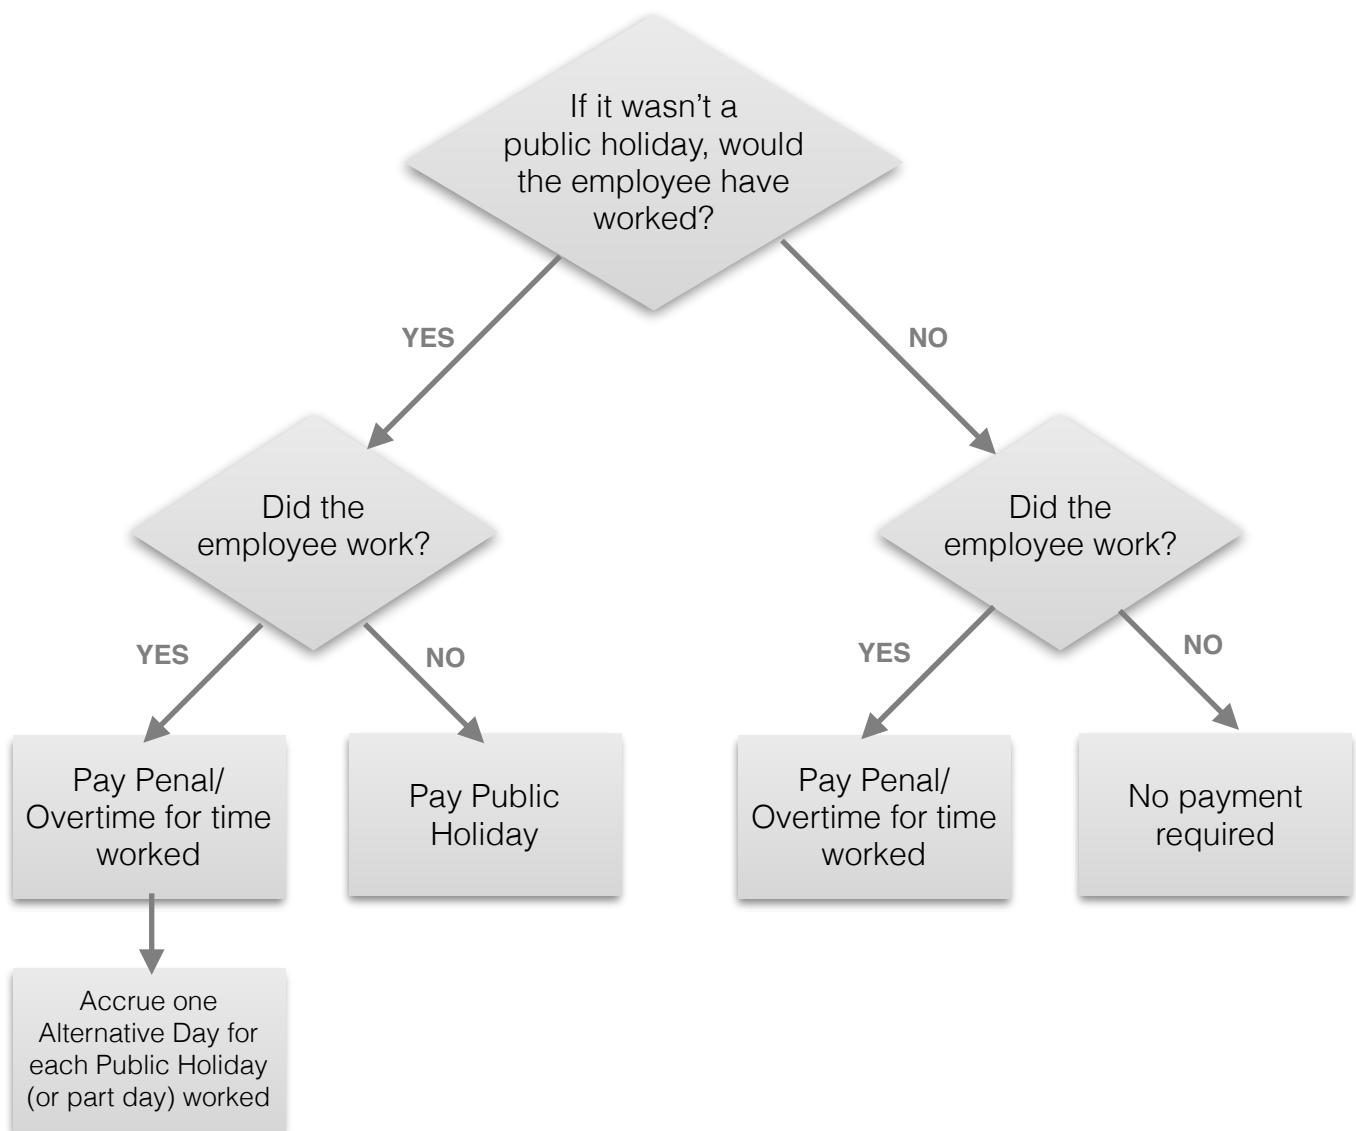 If it wasn’t a
public holiday, would
the employee have
worked?
YES
NO
Did the
employee work?
Did the
employee work?
YES
NO
YES
NO
Pay Penal/
Overtime for time
worked
Pay Public
Holiday
Pay Penal/
Overtime for time
worked
No payment
required
Accrue one
Alternative Day for
each Public Holiday
(or part day) worked